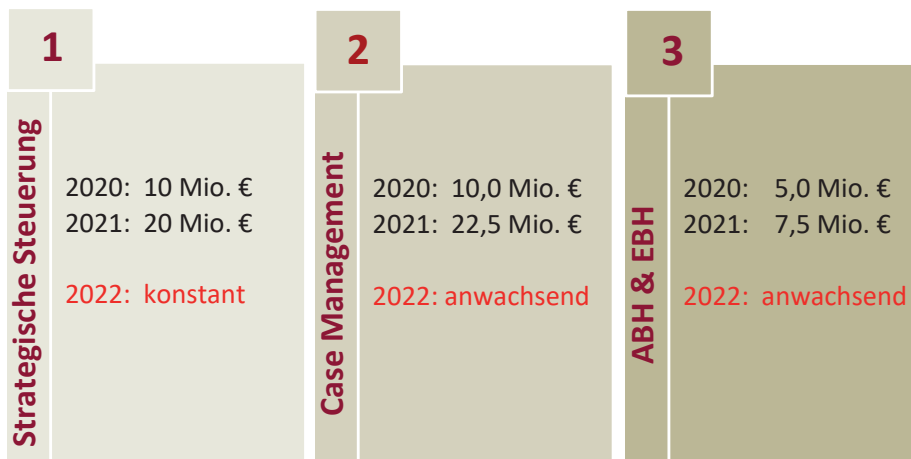 1
Strategische Steuerung
2020: 10 Mio. €
2021: 20 Mio. €
2022: konstant
2
Case Management
2020: 10,0 Mio. €
2021: 22,5 Mio. €
2022: anwachsend
3
ABH & EBH
2020: 5,0 Mio. €
2021: 7,5 Mio. €
2022: anwachsend